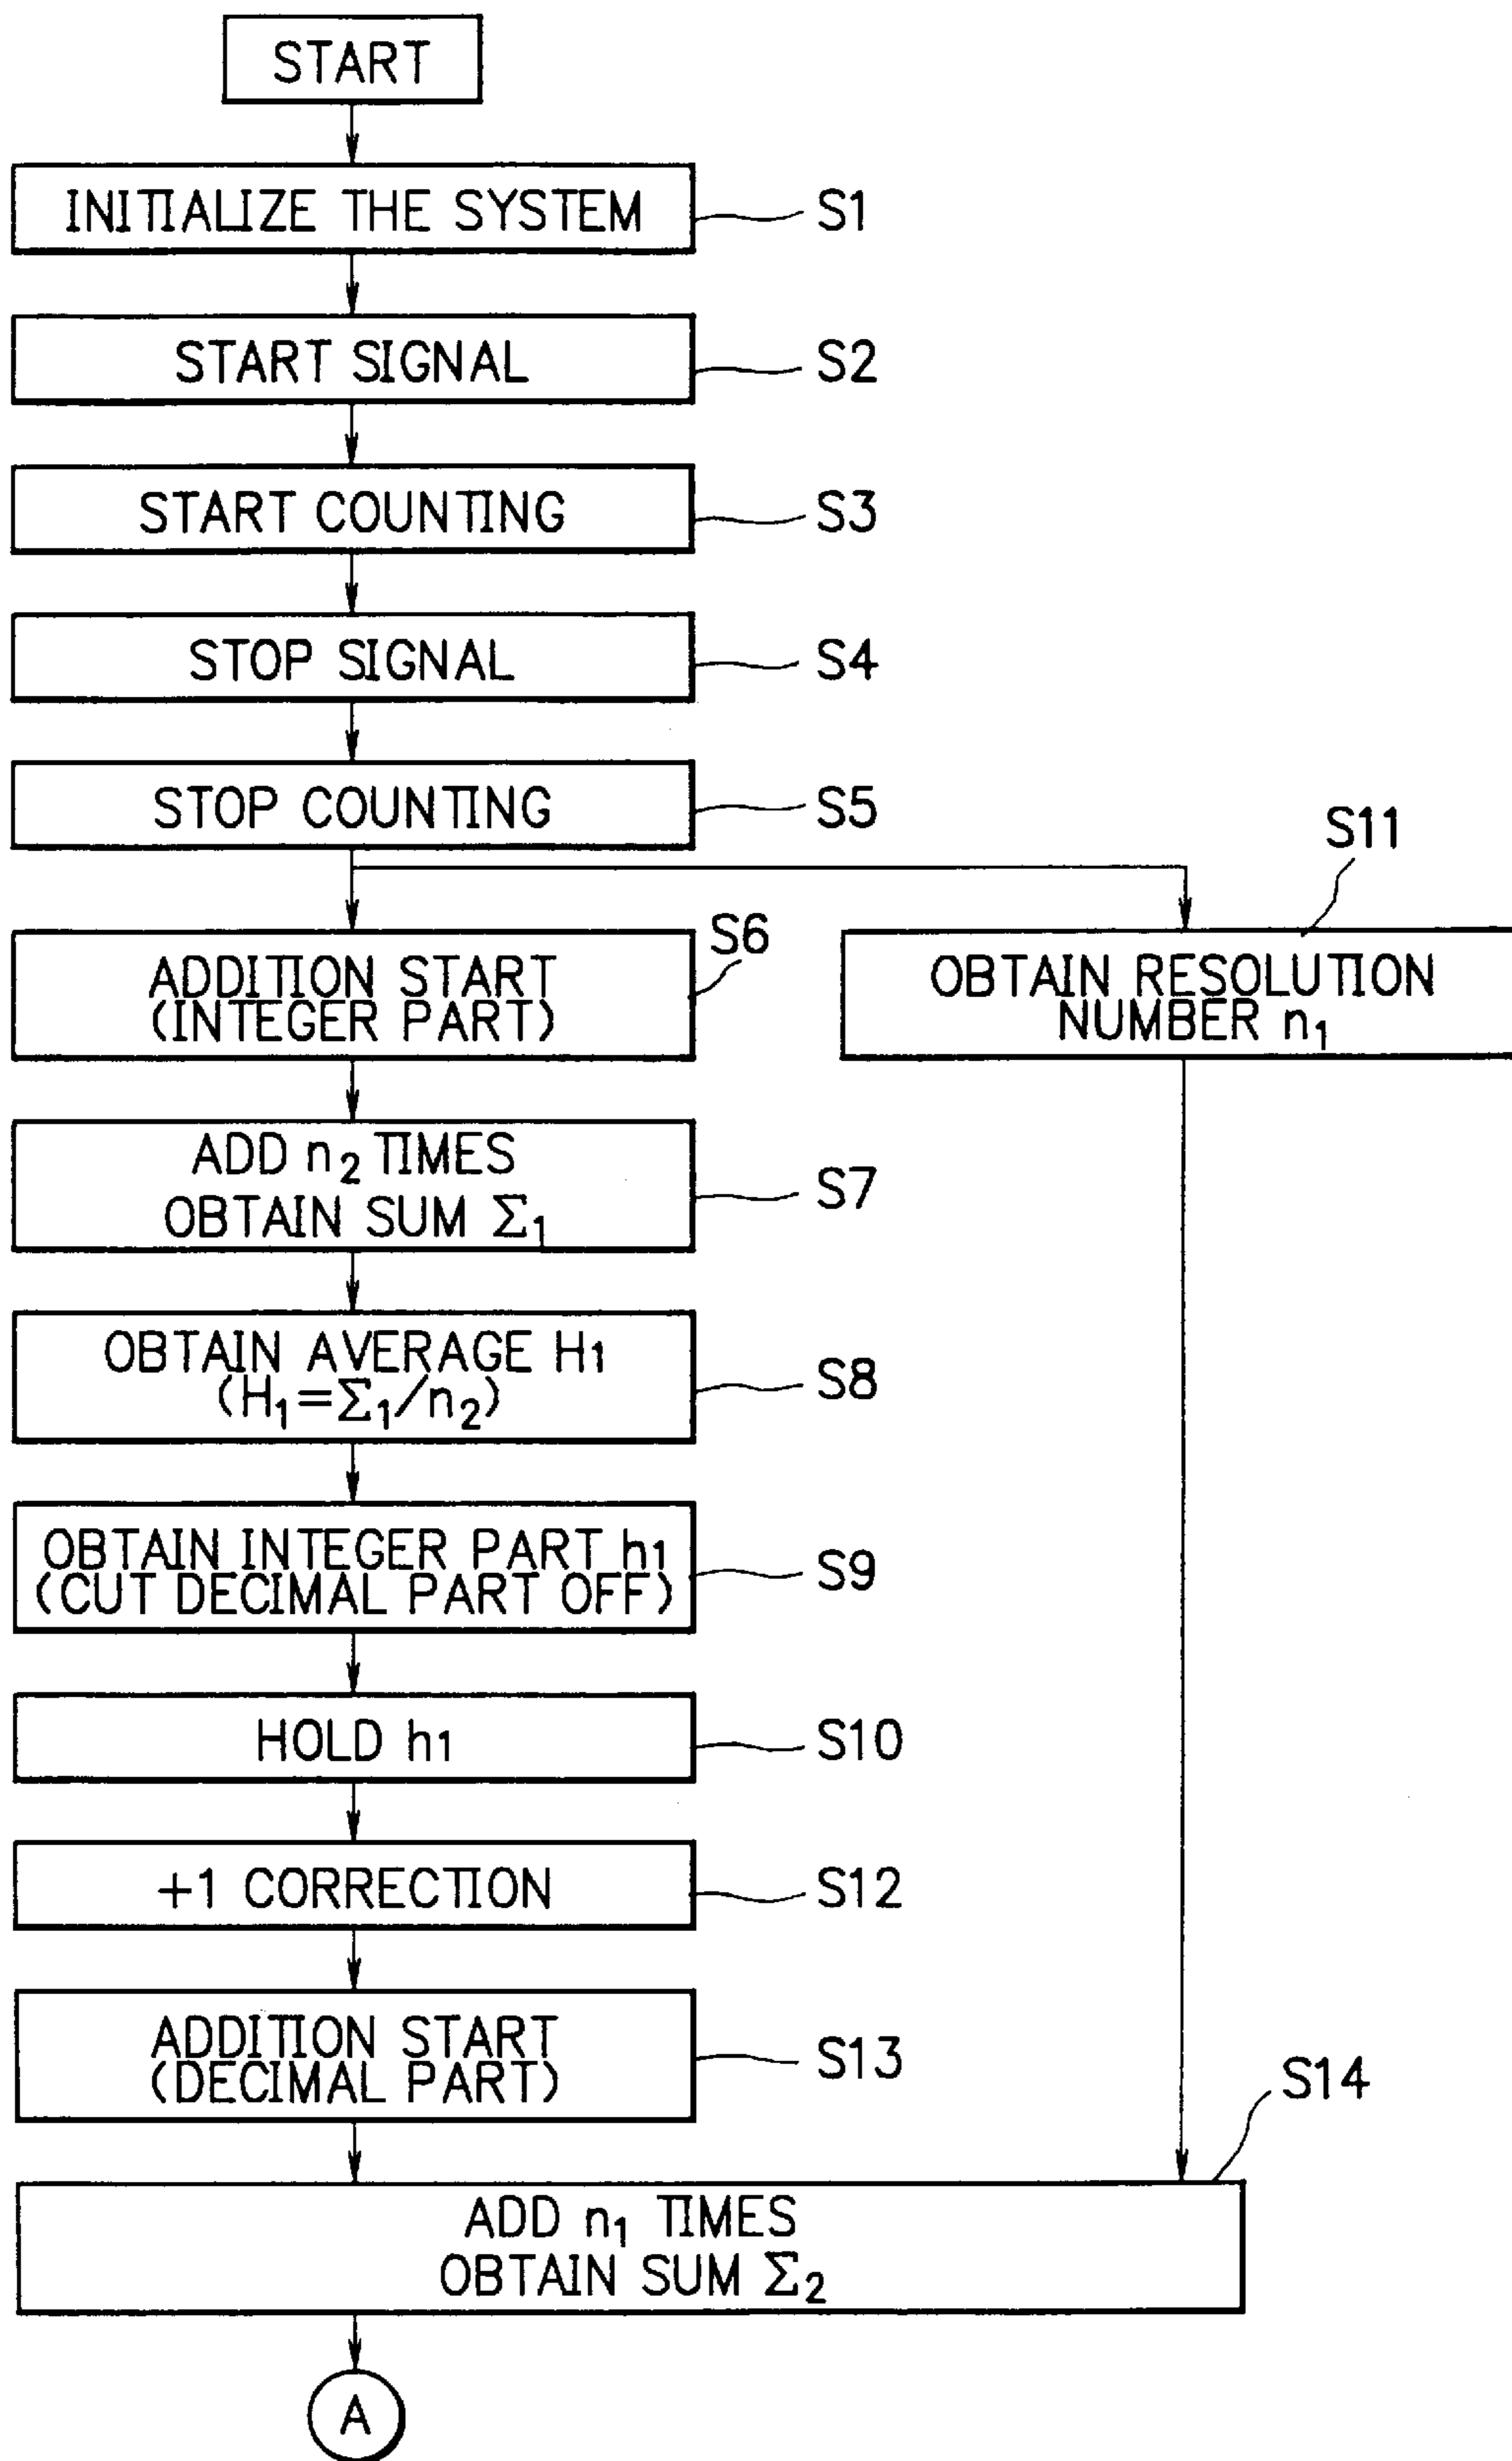 START
INITIALIZE THE SYSTEM
S1
START SIGNAL
S2
START COUNTING
S3
STOP SIGNAL
S4
STOP COUNTING
S5
S11
S6
ADDITION START
(INTEGER PART)
OBTAIN RESOLUTION
NUMBER n₁
ADD n₂ TIMES
OBTAIN SUM Σ₁
S7
OBTAIN AVERAGE H₁
(H₁=Σ₁/n₂)
S8
OBTAIN INTEGER PART h₁
(CUT DECIMAL PART OFF)
S9
HOLD h₁
S10
+1 CORRECTION
S12
ADDITION START
(DECIMAL PART)
S13
S14
ADD n₁ TIMES
OBTAIN SUM Σ₂
A